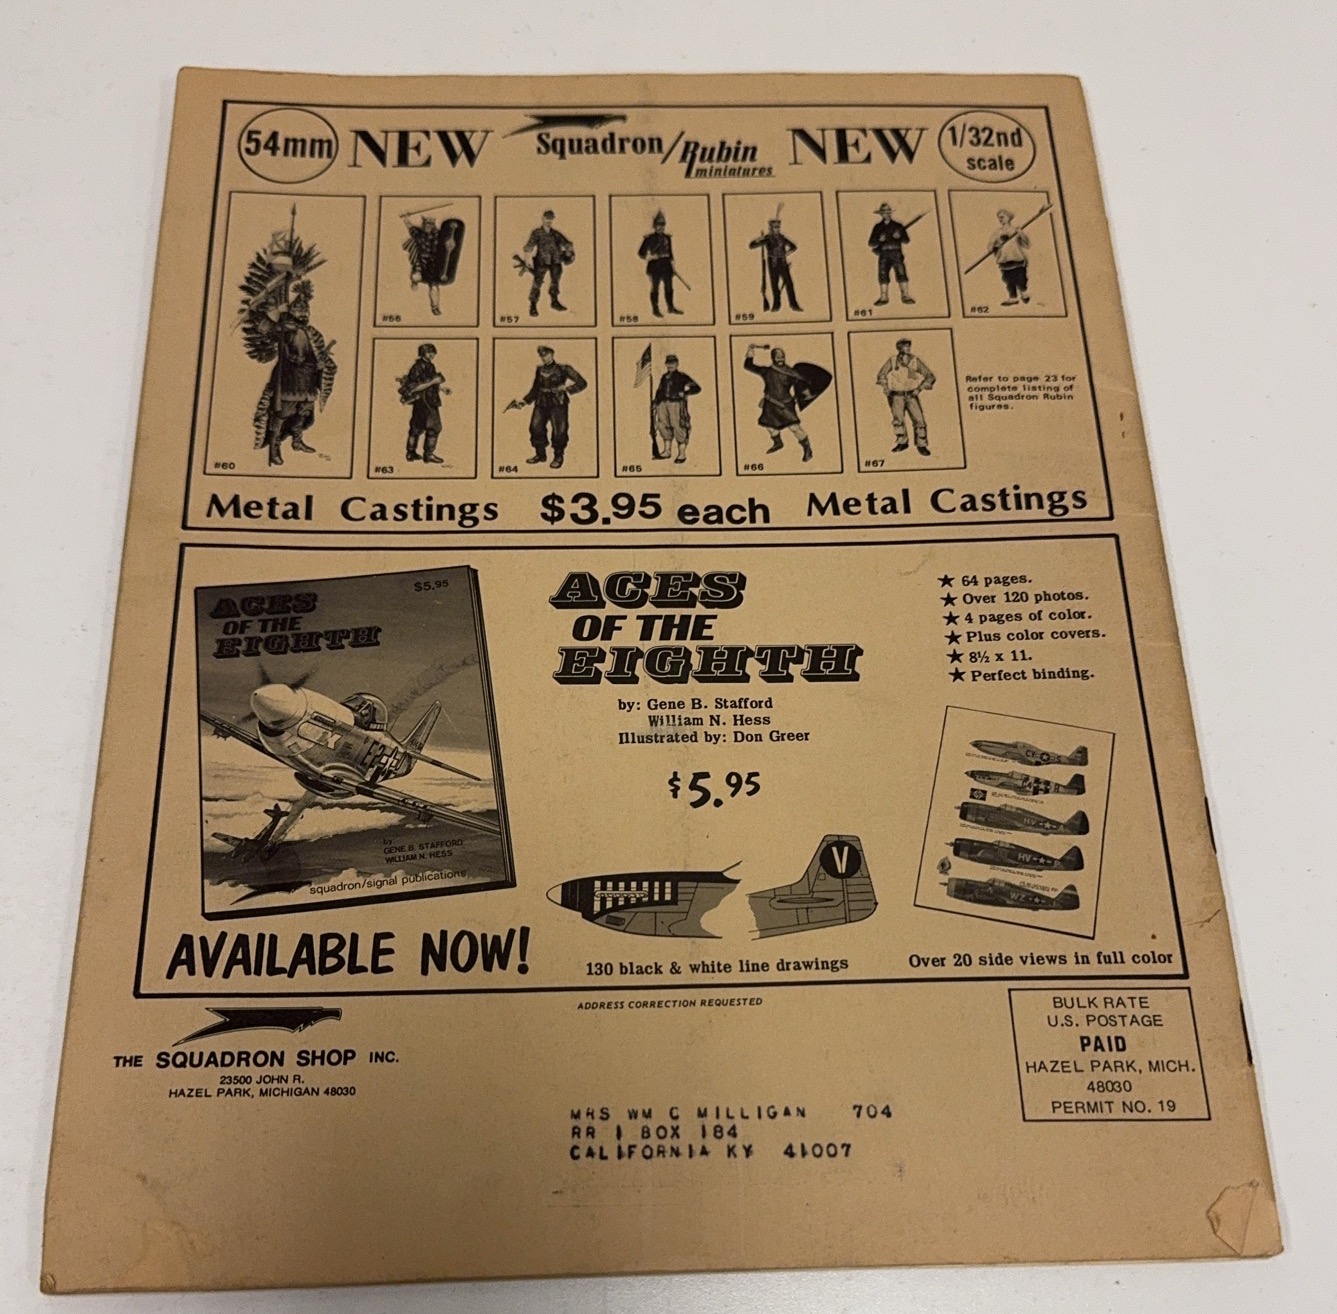 54mm
NEW
Squadron/Rubin
miniatures
NEW
1/32nd
scale
#56
#57
#58
#59
#61
#62
#60
#63
#64
#65
#66
#67
Refer to page 23 for
complete listing of
all Squadron Rubin
figures.
Metal Castings $3.95 each Metal Castings
$5.95
ACES
OF THE
EIGHTH
by
GENE B. STAFFORD
WILLIAM N. HESS
squadron/signal publications
AVAILABLE NOW!
ACES
OF THE
EIGHTH
by: Gene B. Stafford
William N. Hess
Illustrated by: Don Greer
$5.95
V
130 black & white line drawings
★ 64 pages.
★ Over 120 photos.
★ 4 pages of color.
★ Plus color covers.
★ 8½ x 11.
★ Perfect binding.
Over 20 side views in full color
ADDRESS CORRECTION REQUESTED
THE SQUADRON SHOP INC.
23500 JOHN R.
HAZEL PARK, MICHIGAN 48030
BULK RATE
U.S. POSTAGE
PAID
HAZEL PARK, MICH.
48030
PERMIT NO. 19
MRS WM C MILLIGAN 704
RR 1 BOX 184
CALIFORNIA KY 41007